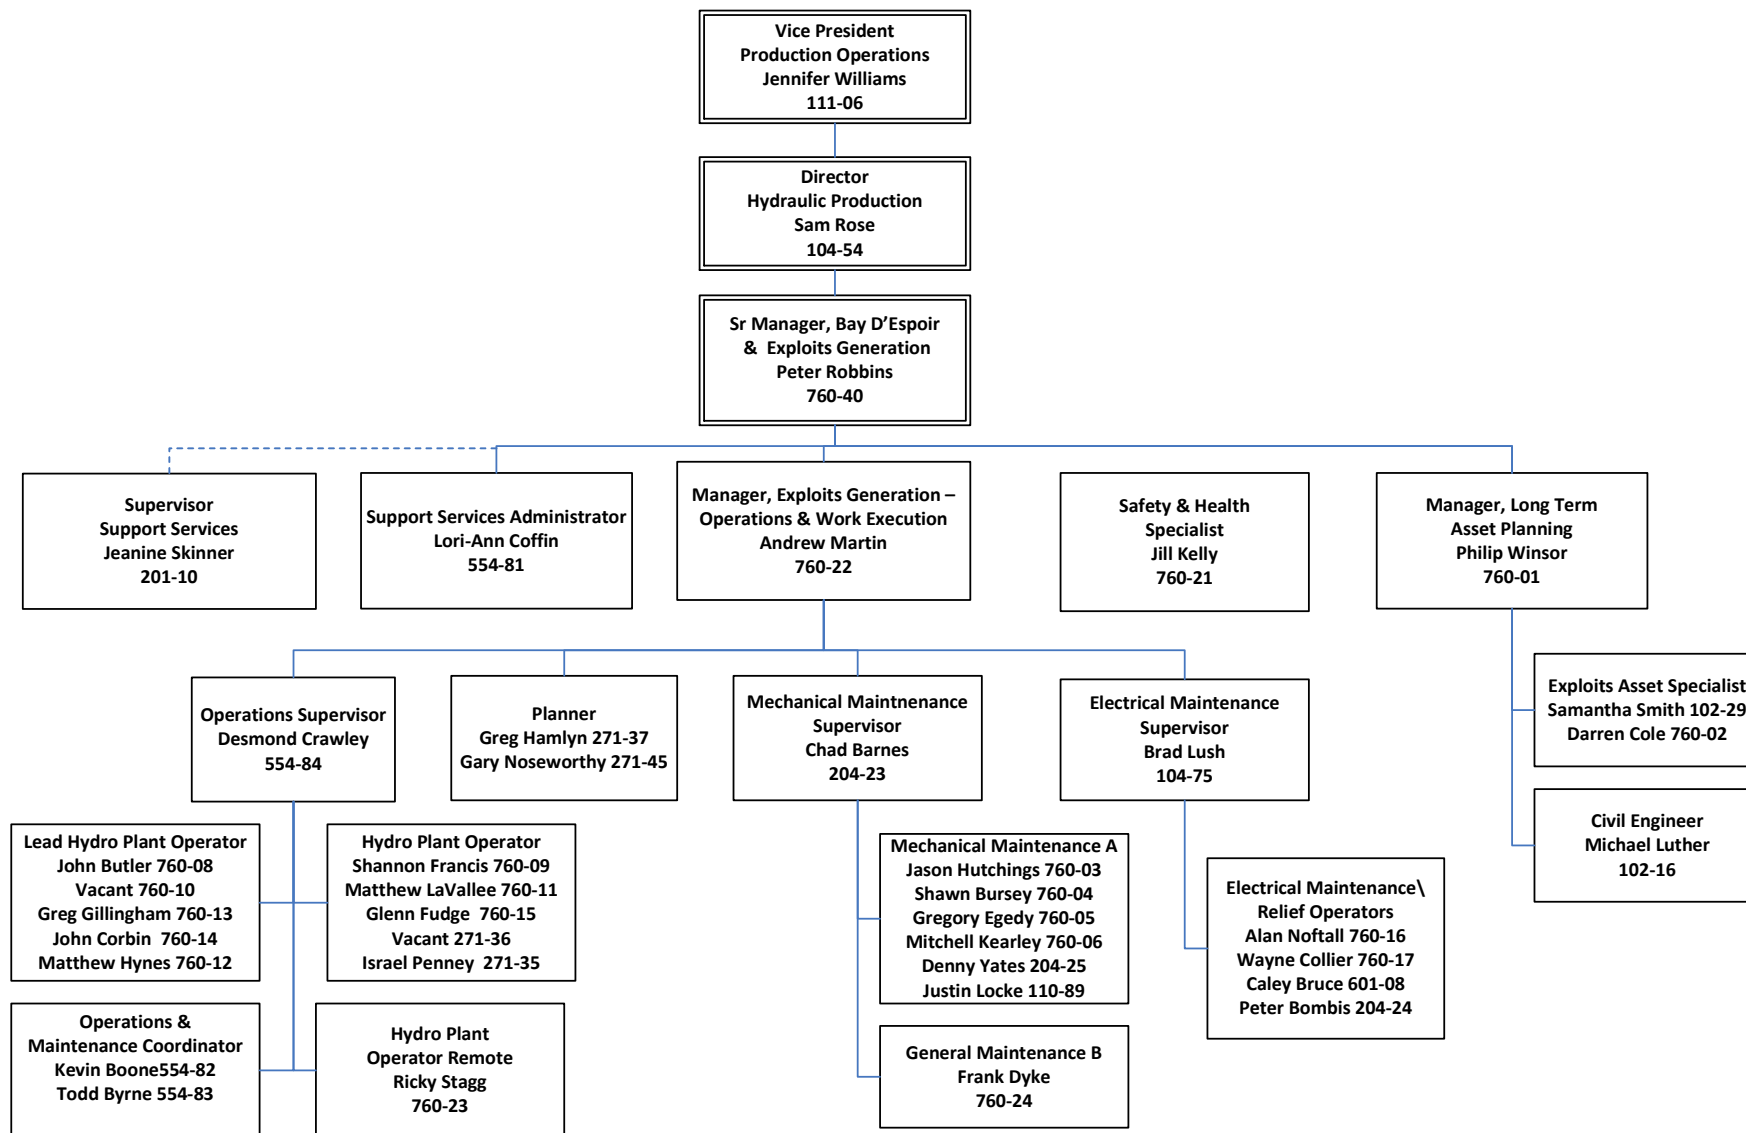 Vice President
Production Operations
Jennifer Williams
111-06
Director
Hydraulic Production
Sam Rose
104-54
Sr Manager, Bay D’Espoir
& Exploits Generation
Peter Robbins
760-40
Supervisor
Support Services
Jeanine Skinner
201-10
Support Services Administrator
Lori-Ann Coffin
554-81
Manager, Exploits Generation –
Operations & Work Execution
Andrew Martin
760-22
Safety & Health
Specialist
Jill Kelly
760-21
Manager, Long Term
Asset Planning
Philip Winsor
760-01
Operations Supervisor
Desmond Crawley
554-84
Planner
Greg Hamlyn 271-37
Gary Noseworthy 271-45
Mechanical Maintnenance
Supervisor
Chad Barnes
204-23
Electrical Maintenance
Supervisor
Brad Lush
104-75
Exploits Asset Specialist
Samantha Smith 102-29
Darren Cole 760-02
Civil Engineer
Michael Luther
102-16
Lead Hydro Plant Operator
John Butler 760-08
Vacant 760-10
Greg Gillingham 760-13
John Corbin 760-14
Matthew Hynes 760-12
Hydro Plant Operator
Shannon Francis 760-09
Matthew LaVallee 760-11
Glenn Fudge 760-15
Vacant 271-36
Israel Penney 271-35
Mechanical Maintenance A
Jason Hutchings 760-03
Shawn Bursey 760-04
Gregory Egedy 760-05
Mitchell Kearley 760-06
Denny Yates 204-25
Justin Locke 110-89
Electrical Maintenance\
Relief Operators
Alan Noftall 760-16
Wayne Collier 760-17
Caley Bruce 601-08
Peter Bombis 204-24
Operations &
Maintenance Coordinator
Kevin Boone554-82
Todd Byrne 554-83
Hydro Plant
Operator Remote
Ricky Stagg
760-23
General Maintenance B
Frank Dyke
760-24